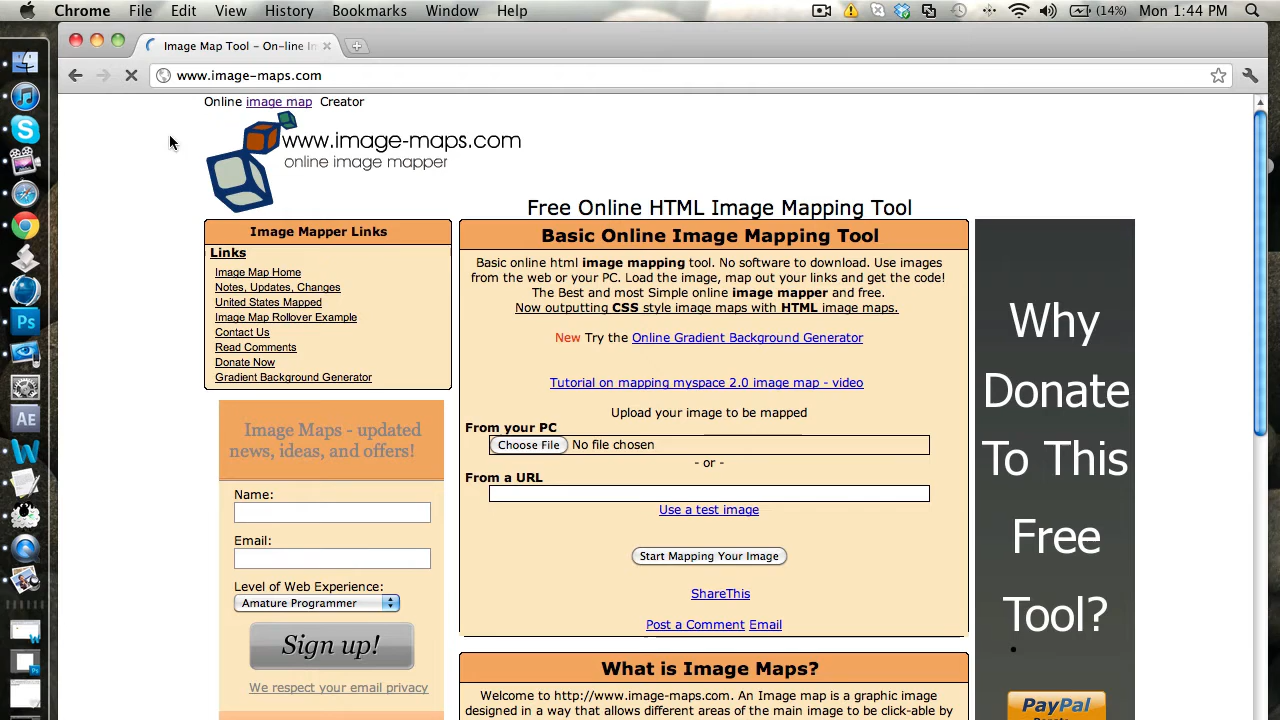 Chrome File Edit View History Bookmarks Window Help (14%) Mon 1:44 PM
Image Map Tool - On-line In
www.image-maps.com
Online image map Creator
www.image-maps.com
online image mapper
Free Online HTML Image Mapping Tool
Image Mapper Links
Links
Image Map Home
Notes, Updates, Changes
United States Mapped
Image Map Rollover Example
Contact Us
Read Comments
Donate Now
Gradient Background Generator
Image Maps - updated
news, ideas, and offers!
Name:
Email:
Level of Web Experience:
Amature Programmer
Sign up!
We respect your email privacy
Basic Online Image Mapping Tool
Basic online html image mapping tool. No software to download. Use images
from the web or your PC. Load the image, map out your links and get the code!
The Best and most Simple online image mapper and free.
Now outputting CSS style image maps with HTML image maps.
New Try the Online Gradient Background Generator
Tutorial on mapping myspace 2.0 image map - video
Upload your image to be mapped
From your PC
Choose File No file chosen
- or -
From a URL
Use a test image
Start Mapping Your Image
ShareThis
Post a Comment Email
What is Image Maps?
Welcome to http://www.image-maps.com. An Image map is a graphic image
designed in a way that allows different areas of the main image to be click-able by
Why
Donate
To This
Free
Tool?
PayPal
Donate
Ps
AE
W